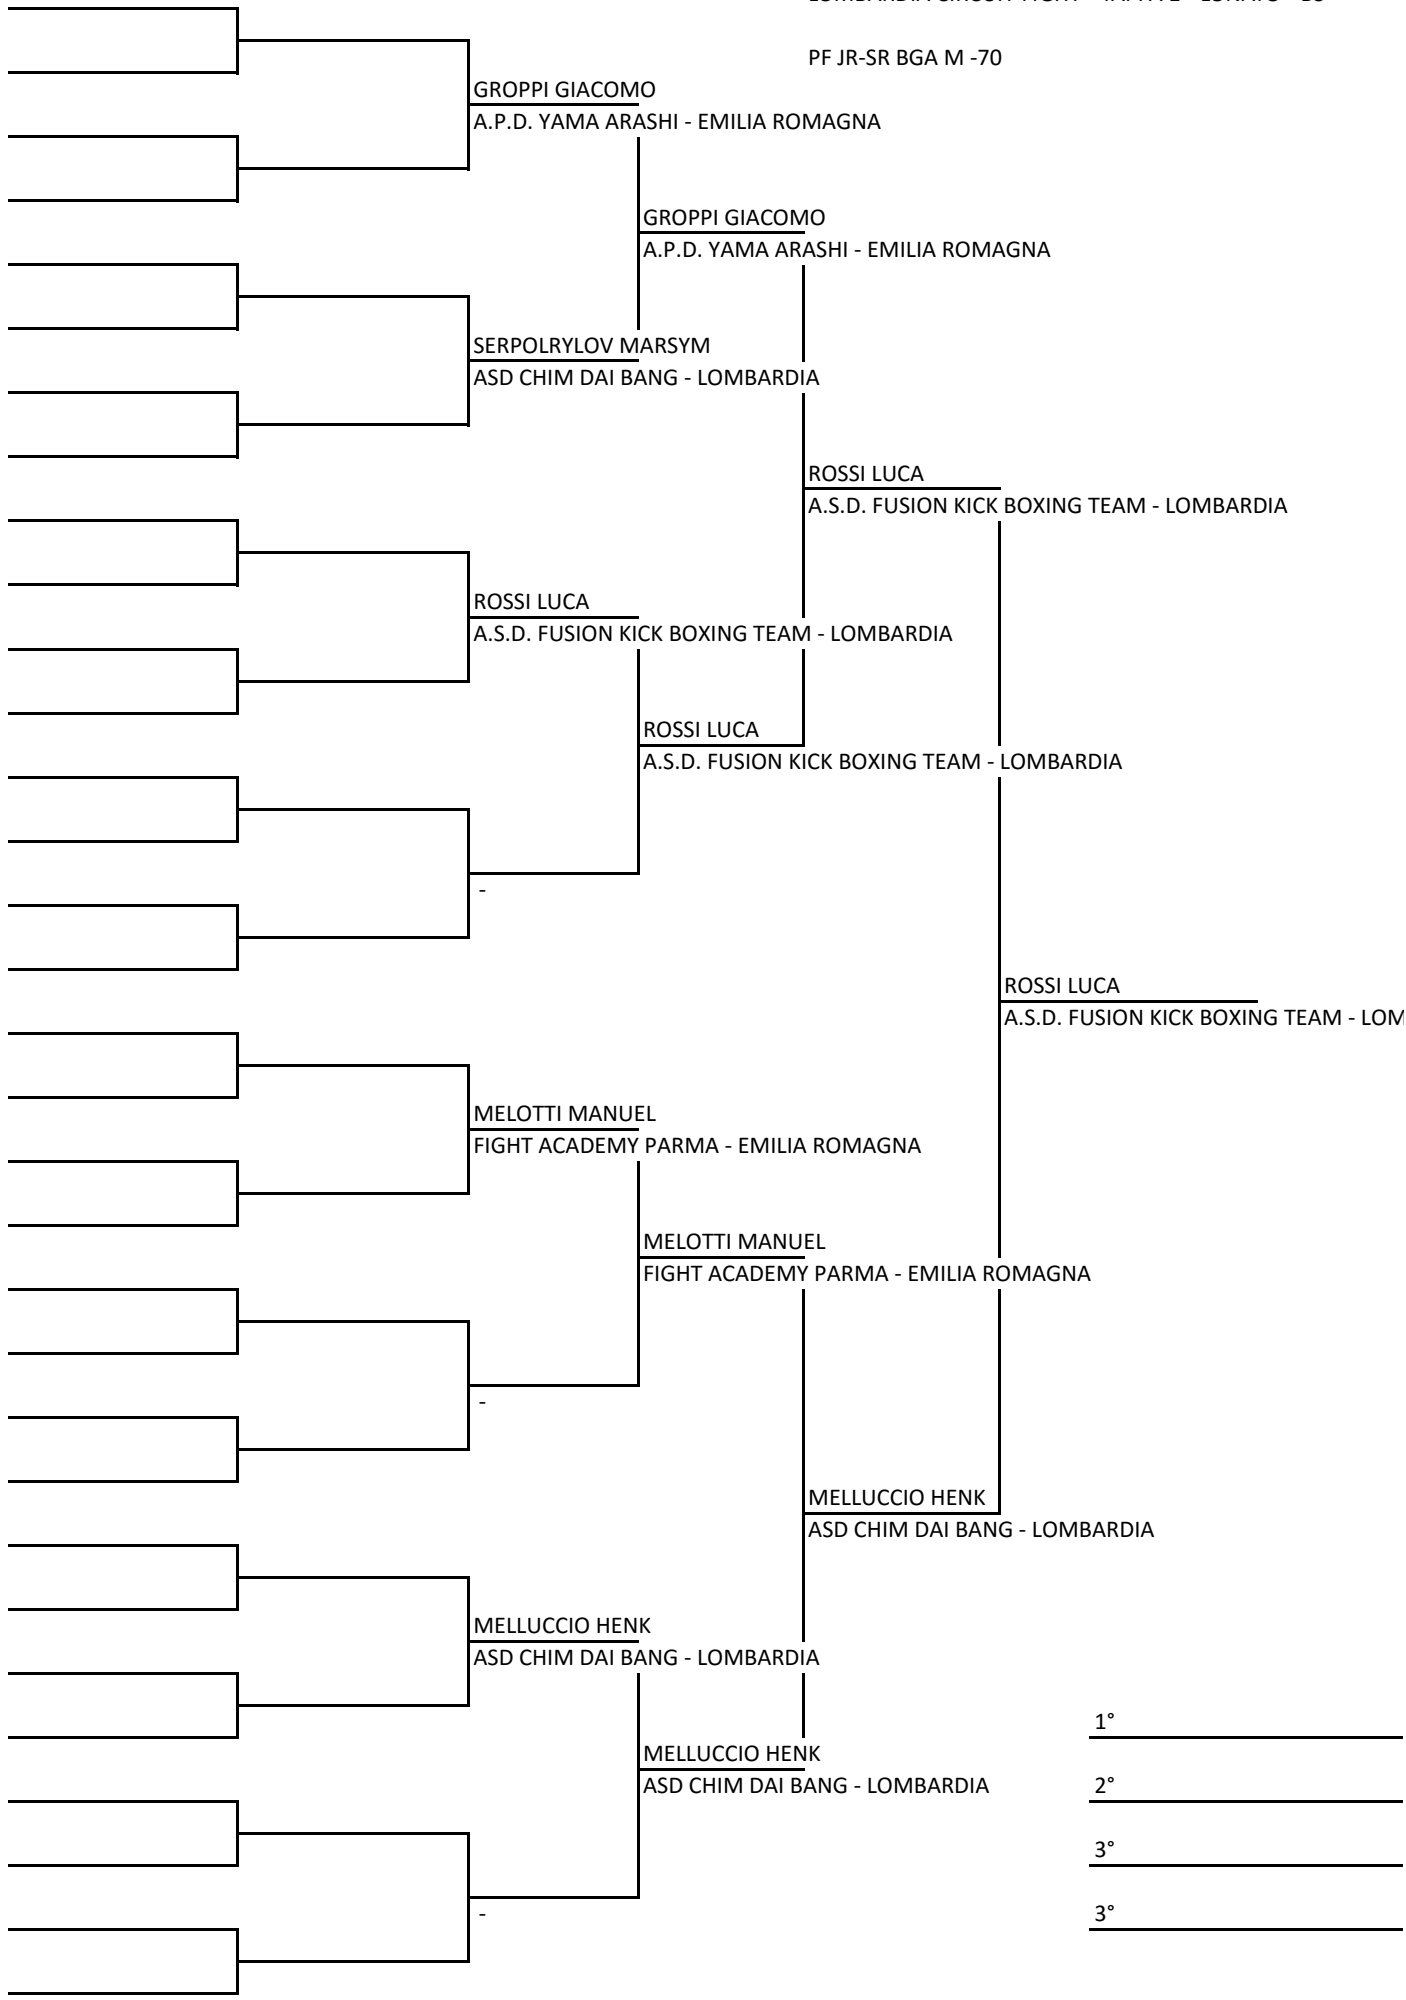 PF JR-SR BGA M -70
GROPPI GIACOMO
A.P.D. YAMA ARASHI - EMILIA ROMAGNA
GROPPI GIACOMO
A.P.D. YAMA ARASHI - EMILIA ROMAGNA
SERPOLRYLOV MARSYM
ASD CHIM DAI BANG - LOMBARDIA
ROSSI LUCA
A.S.D. FUSION KICK BOXING TEAM - LOMBARDIA
ROSSI LUCA
A.S.D. FUSION KICK BOXING TEAM - LOMBARDIA
ROSSI LUCA
A.S.D. FUSION KICK BOXING TEAM - LOMBARDIA
-
ROSSI LUCA
A.S.D. FUSION KICK BOXING TEAM - LOM
MELOTTI MANUEL
FIGHT ACADEMY PARMA - EMILIA ROMAGNA
MELOTTI MANUEL
FIGHT ACADEMY PARMA - EMILIA ROMAGNA
-
MELLUCCIO HENK
ASD CHIM DAI BANG - LOMBARDIA
MELLUCCIO HENK
ASD CHIM DAI BANG - LOMBARDIA
1°
MELLUCCIO HENK
ASD CHIM DAI BANG - LOMBARDIA
2°
3°
-
3°